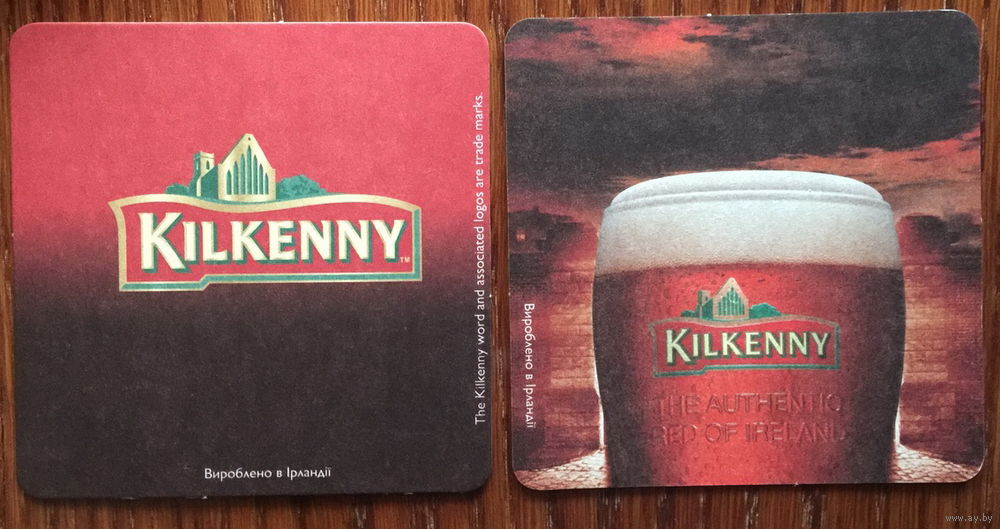 KILKENNY
TM
The Kilkenny word and associated logos are trade marks.
Вироблено в Ірландії
KILKENNY
THE AUTHENTIC
RED OF IRELAND
Вироблено в Ірландії
www.ay.by